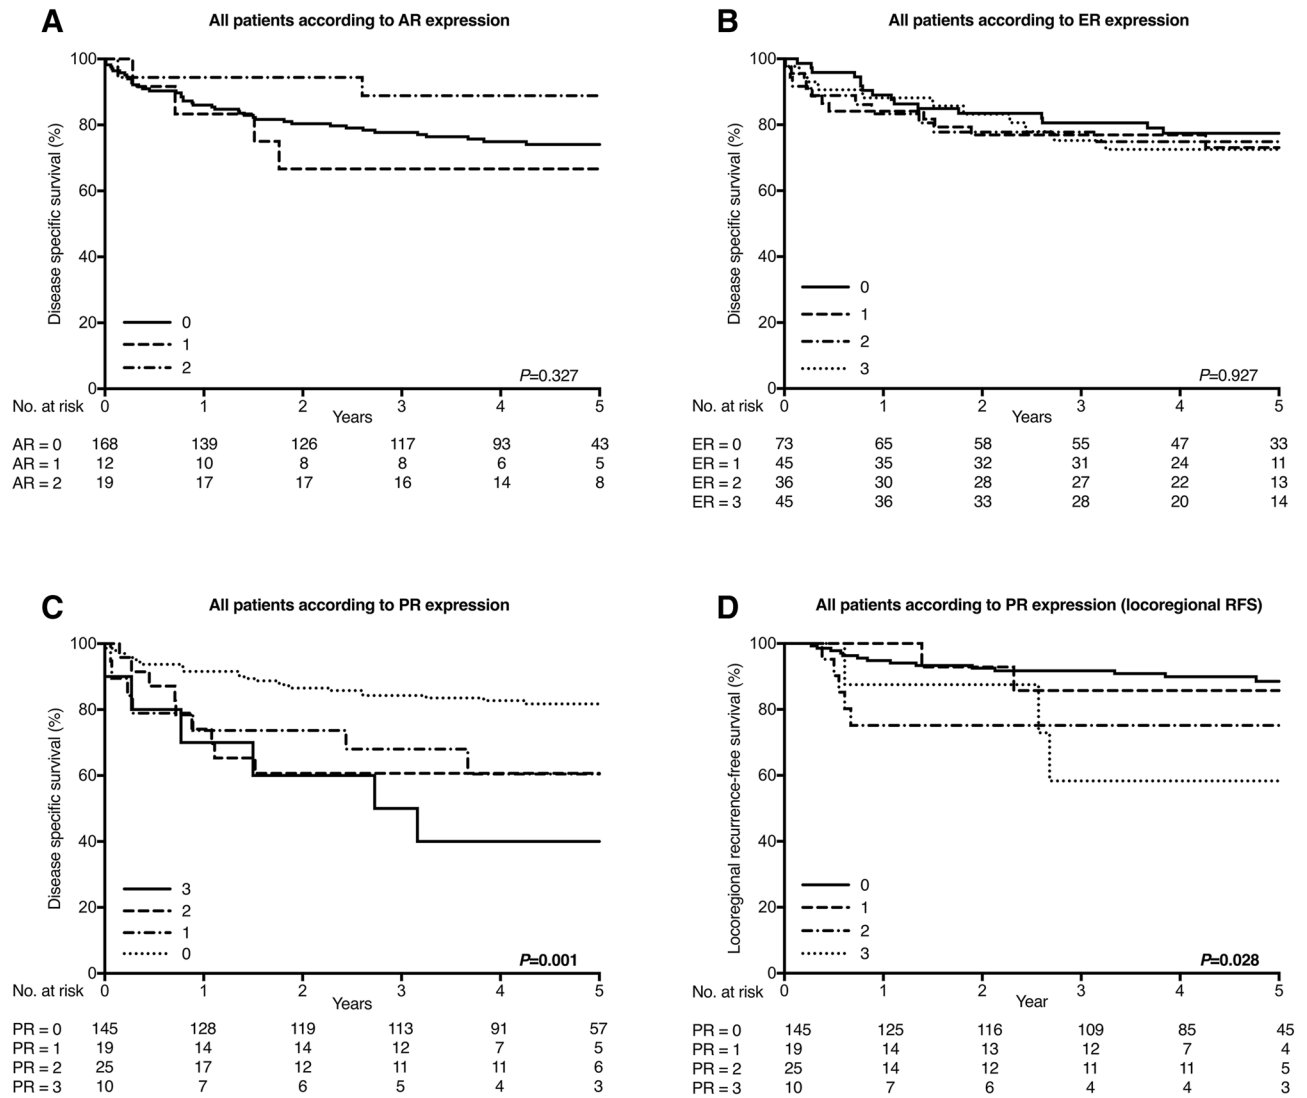 A
All patients according to AR expression
Disease specific survival (%)
100
80
60
40
20
0
0
1
2
P=0.327
0 1 2 3 4 5
Years
No. at risk
AR = 0 168 139 126 117 93 43
AR = 1 12 10 8 8 6 5
AR = 2 19 17 17 16 14 8
B
All patients according to ER expression
Disease specific survival (%)
100
80
60
40
20
0
0
1
2
3
P=0.927
0 1 2 3 4 5
Years
No. at risk
ER = 0 73 65 58 55 47 33
ER = 1 45 35 32 31 24 11
ER = 2 36 30 28 27 22 13
ER = 3 45 36 33 28 20 14
C
All patients according to PR expression
Disease specific survival (%)
100
80
60
40
20
0
3
2
1
0
P=0.001
0 1 2 3 4 5
Years
No. at risk
PR = 0 145 128 119 113 91 57
PR = 1 19 14 14 12 7 5
PR = 2 25 17 12 11 11 6
PR = 3 10 7 6 5 4 3
D
All patients according to PR expression (locoregional RFS)
Locoregional recurrence-free survival (%)
100
80
60
40
20
0
0
1
2
3
P=0.028
0 1 2 3 4 5
Year
No. at risk
PR = 0 145 125 116 109 85 45
PR = 1 19 14 13 12 7 4
PR = 2 25 14 12 11 11 5
PR = 3 10 7 6 4 4 3